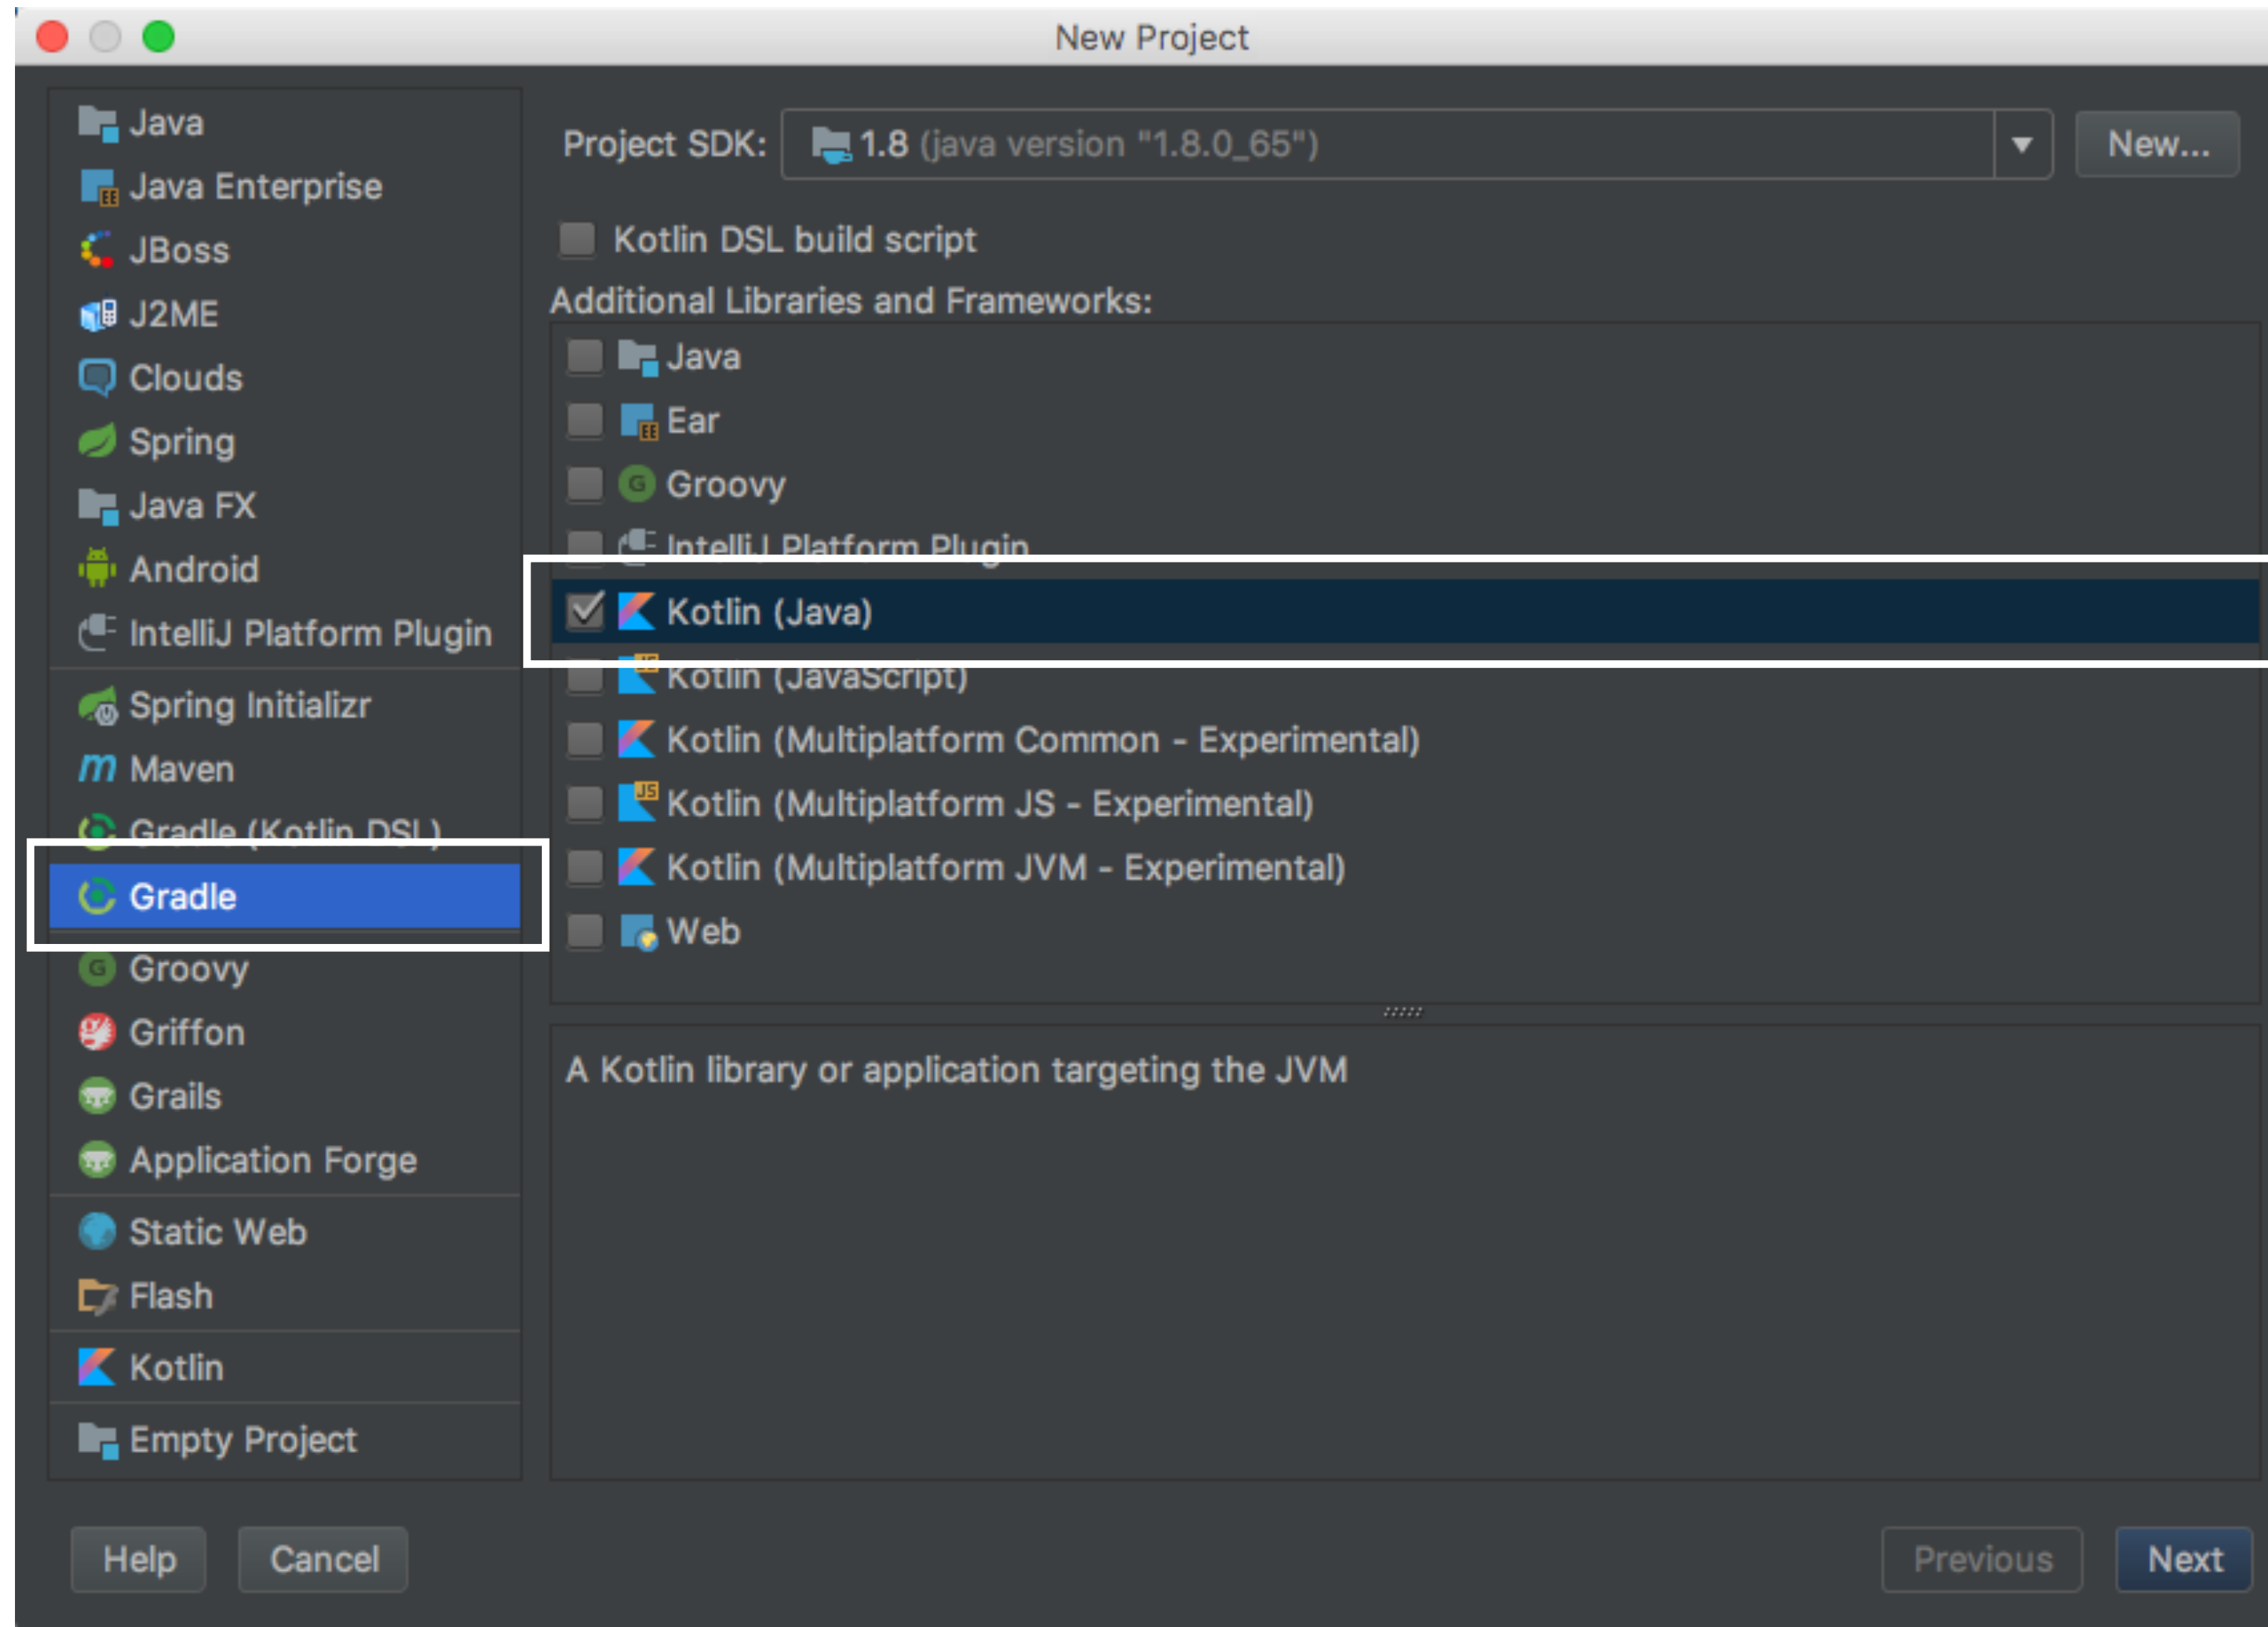 New Project
Java
Java Enterprise
JBoss
J2ME
Clouds
Spring
Java FX
Android
IntelliJ Platform Plugin
Spring Initializr
Maven
Gradle (Kotlin DSL)
Gradle
Groovy
Griffon
Grails
Application Forge
Static Web
Flash
Kotlin
Empty Project
Project SDK: 1.8 (java version "1.8.0_65") New...
Kotlin DSL build script
Additional Libraries and Frameworks:
Java
Ear
Groovy
IntelliJ Platform Plugin
Kotlin (Java)
Kotlin (JavaScript)
Kotlin (Multiplatform Common - Experimental)
Kotlin (Multiplatform JS - Experimental)
Kotlin (Multiplatform JVM - Experimental)
Web
A Kotlin library or application targeting the JVM
Help Cancel Previous Next